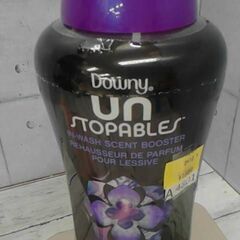 Downy
UN
STOPABLES
IN-WASH SCENT BOOSTER
REHAUSSEUR DE PARFUM
POUR LESSIVE